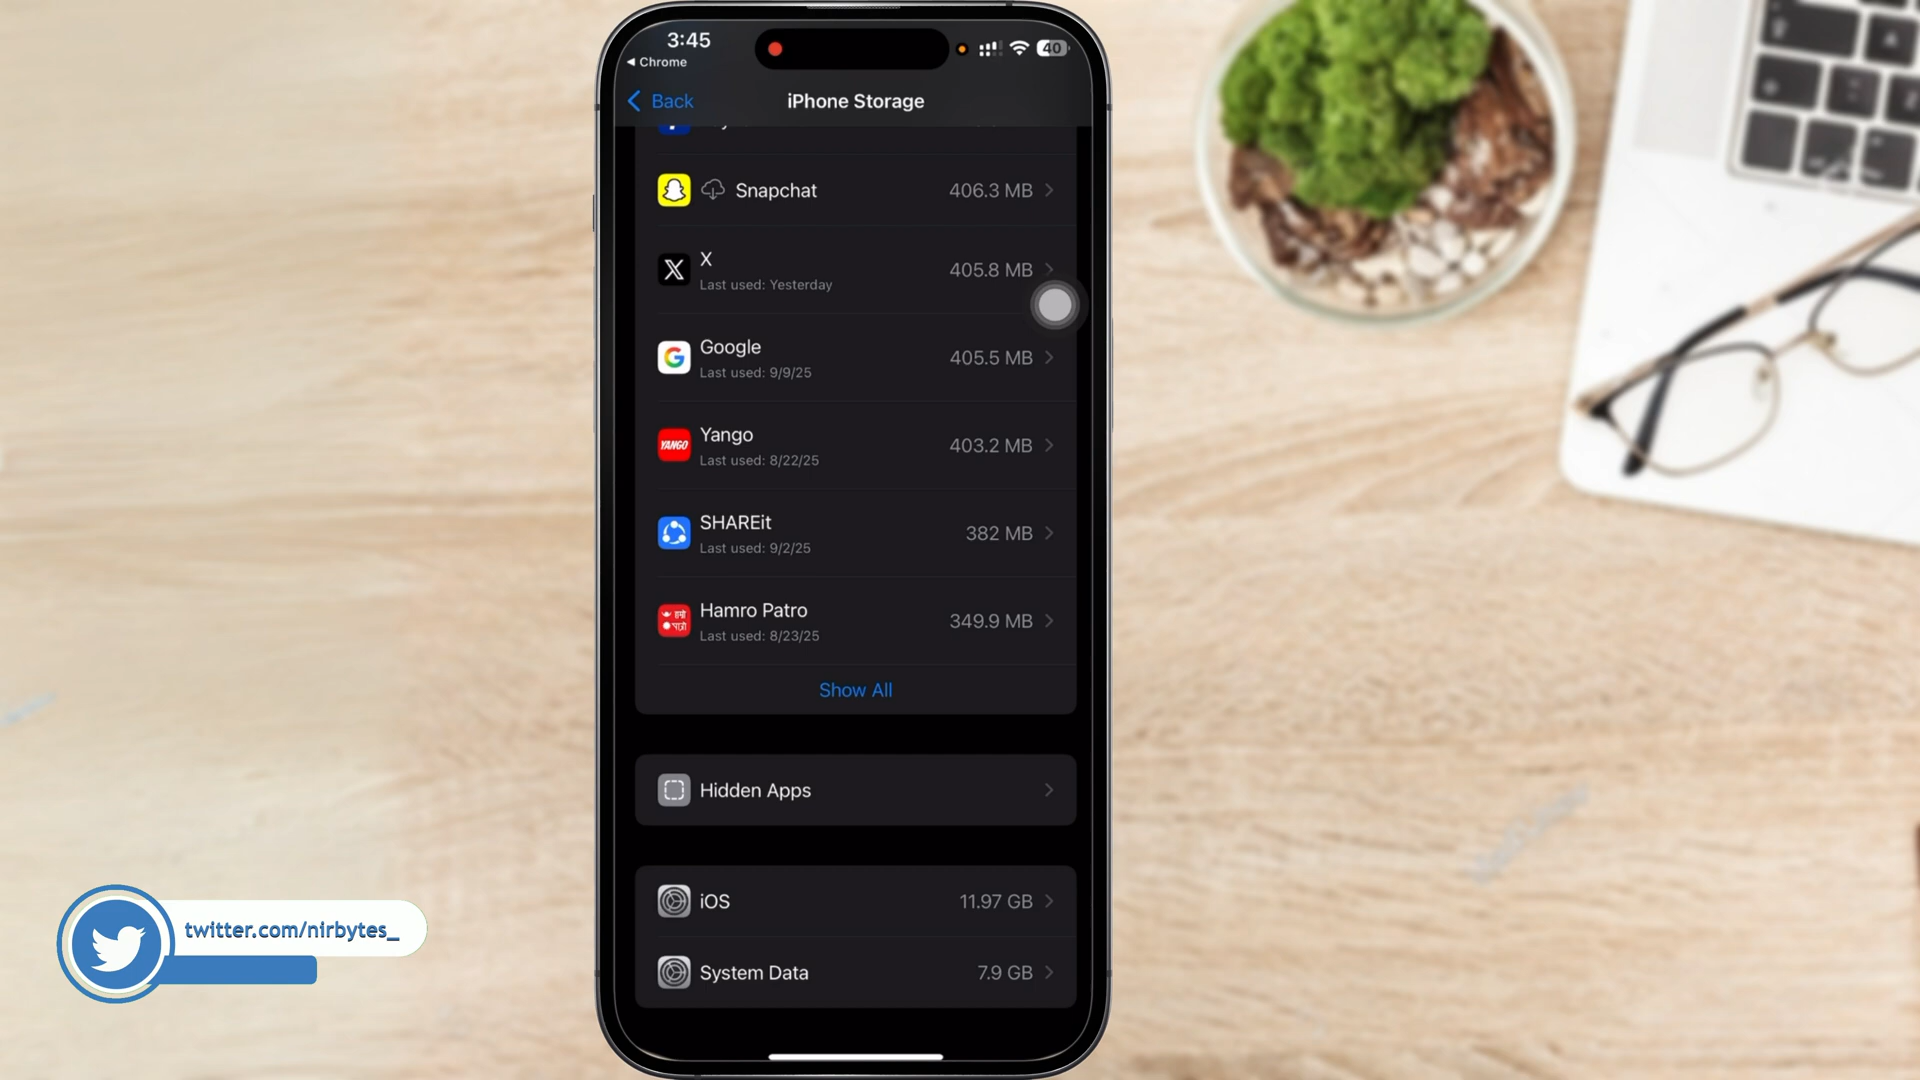 3:45
40
Chrome
Back
iPhone Storage
Snapchat
406.3 MB
X
Last used: Yesterday
405.8 MB
Google
Last used: 9/9/25
405.5 MB
YANGO
Yango
Last used: 8/22/25
403.2 MB
SHAREit
Last used: 9/2/25
382 MB
हाम्रो
पात्रो
Hamro Patro
Last used: 8/23/25
349.9 MB
Show All
Hidden Apps
iOS
11.97 GB
System Data
7.9 GB
twitter.com/nirbytes_